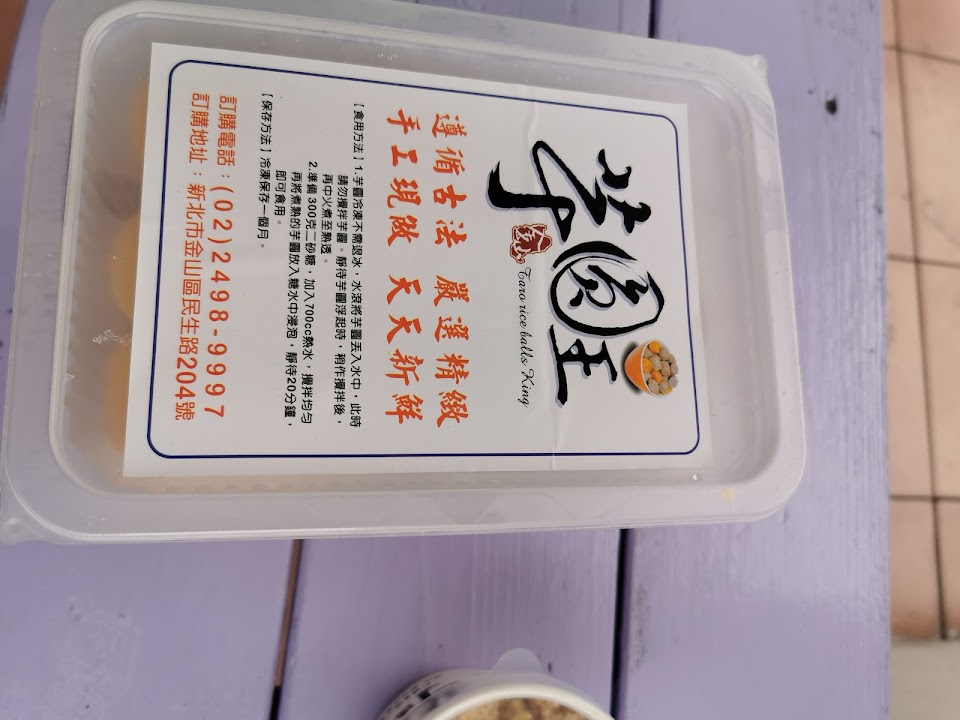 芋圓王
金山
Taro rice balls King
遵循古法 嚴選精緻
手工現做 天天新鮮
【食用方法】1.芋圓冷凍不需退冰，水滾將芋圓丟入水中，此時
請勿攪拌芋圓。靜待芋圓浮起時，稍作攪拌後，
再中火煮至熟透。
2.準備300克二砂糖，加入700cc熱水，攪拌均勻
再將煮熟的芋圓放入糖水中浸泡，靜待20分鐘，
即可食用。
【保存方法】冷凍保存一個月。
訂購電話：(02)2498-9997
訂購地址：新北市金山區民生路204號